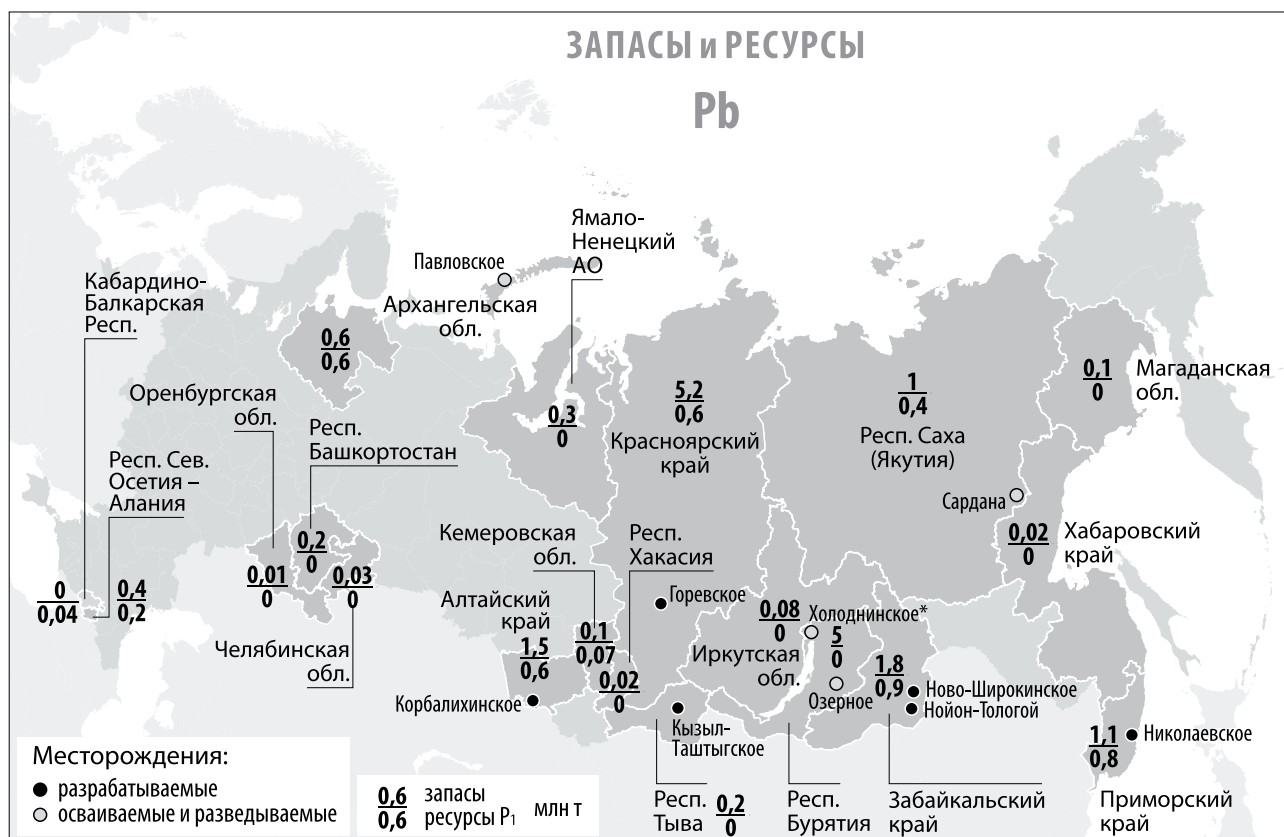 ЗАПАСЫ и РЕСУРСЫ
Pb
Ямало-
Ненецкий
АО
Павловское
Архангельская
обл.
Кабардино-
Балкарская
Респ.
0,6
0,6
Оренбургская
обл.
Респ.
Башкортостан
Респ. Сев.
Осетия –
Алания
0,3
0
5,2
0,6
Красноярский
край
1
0,4
Респ. Саха
(Якутия)
0,1
0
Магаданская
обл.
Сардана
0,02
0
Хабаровский
край
0
0,04
0,4
0,2
0,01
0
0,2
0
0,03
0
Челябинская
обл.
Кемеровская
обл.
Респ.
Хакасия
Алтайский
край
1,5
0,6
0,1
0,07
0,02
0
Горевское
Корбалихинское
Кызыл-
Таштыгское
0,08
0
Иркутская
обл.
Холоднинское*
5
0
Озерное
1,8
0,9
Ново-Широкинское
Нойон-Тологой
1,1
0,8
Николаевское
Месторождения:
разрабатываемые
осваиваемые и разведываемые
0,6 запасы
0,6 ресурсы P1
млн т
Респ.
Тыва
0,2
0
Респ.
Бурятия
Забайкальский
край
Приморский
край